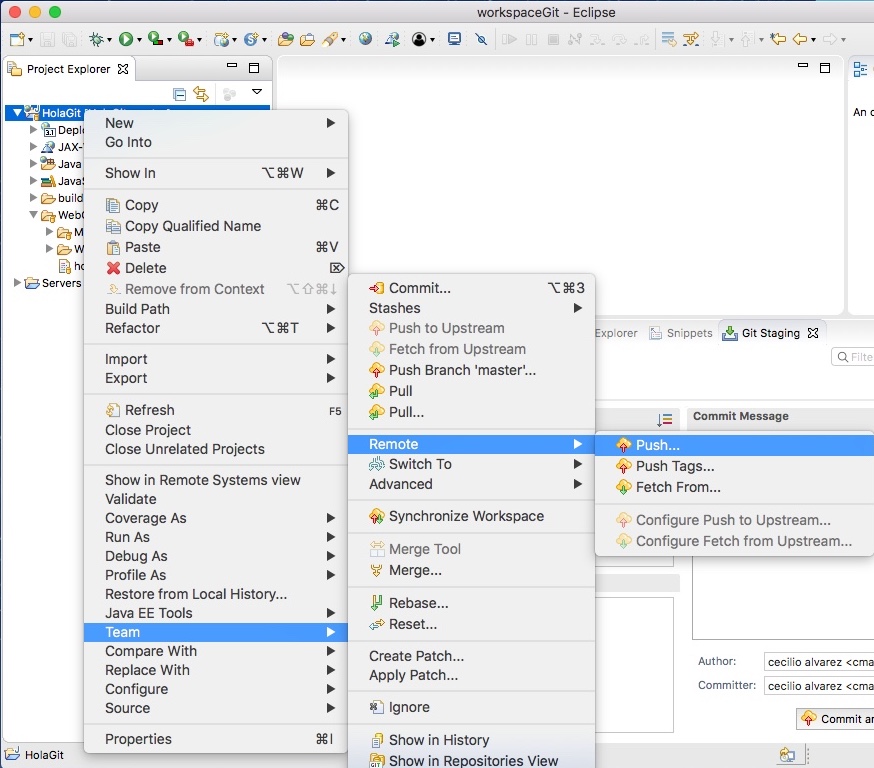 workspaceGit - Eclipse
Project Explorer
HolaGit
JAX-
Java
build
Servers
New
Go Into
Show In ⌥⌘W
Copy ⌘C
Copy Qualified Name
Paste ⌘V
Delete ⌦
Remove from Context ⌥⇧⌘↓
Build Path
Refactor ⌥⌘T
Import
Export
Refresh F5
Close Project
Close Unrelated Projects
Show in Remote Systems view
Validate
Coverage As
Run As
Debug As
Profile As
Restore from Local History...
Java EE Tools
Team
Compare With
Replace With
Configure
Source
Properties ⌘I
Commit... ⌥⌘3
Stashes
Push to Upstream
Fetch from Upstream
Push Branch 'master'...
Pull
Pull...
Remote
Switch To
Advanced
Synchronize Workspace
Merge Tool
Merge...
Rebase...
Reset...
Create Patch...
Apply Patch...
Ignore
Show in History
Show in Repositories View
Push...
Push Tags...
Fetch From...
Configure Push to Upstream...
Configure Fetch from Upstream...
An
Explorer
Snippets
Git Staging
Filte
Commit Message
Author: cecilio alvarez <cma
Committer: cecilio alvarez <cma
Commit an
HolaGit